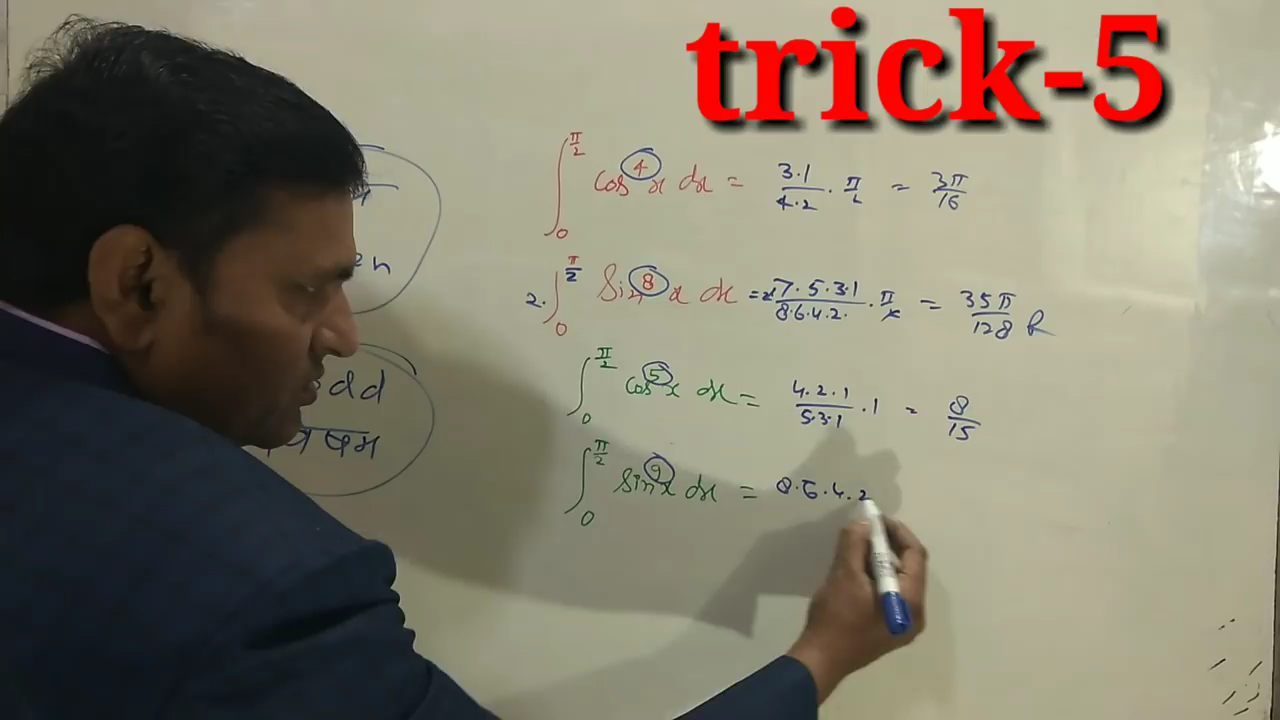 trick-5
∫₀^{π/2} cos⁴x dx = 3·1/4·2 · π/2 = 3π/16
en
2. ∫₀^{π/2} sin⁸x dx = 7·5·3·1/8·6·4·2· · π/2 = 35π/128
∫₀^{π/2} cos⁵x dx = 4·2·1/5·3·1 · 1 = 8/15
dd
षम
∫₀^{π/2} sin⁹x dx = 8·6·4·2